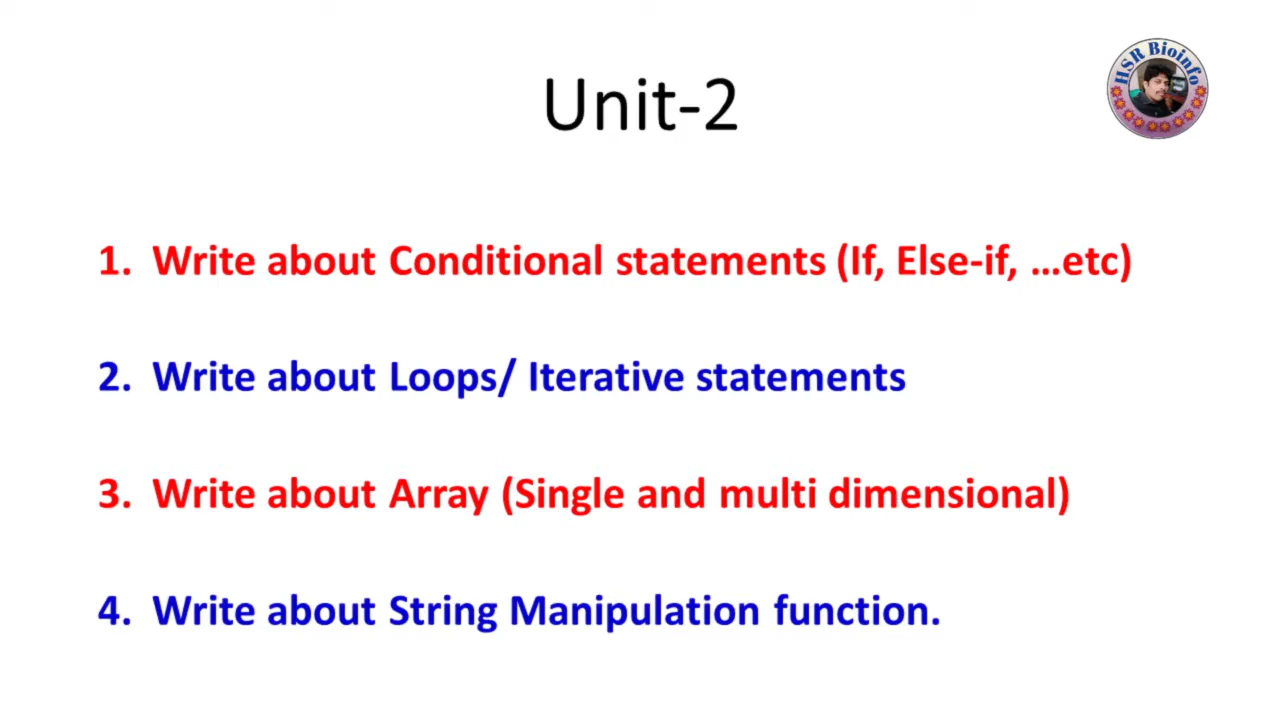 HSR Bioinfo
Unit-2
1. Write about Conditional statements (If, Else-if, ...etc)
2. Write about Loops/ Iterative statements
3. Write about Array (Single and multi dimensional)
4. Write about String Manipulation function.